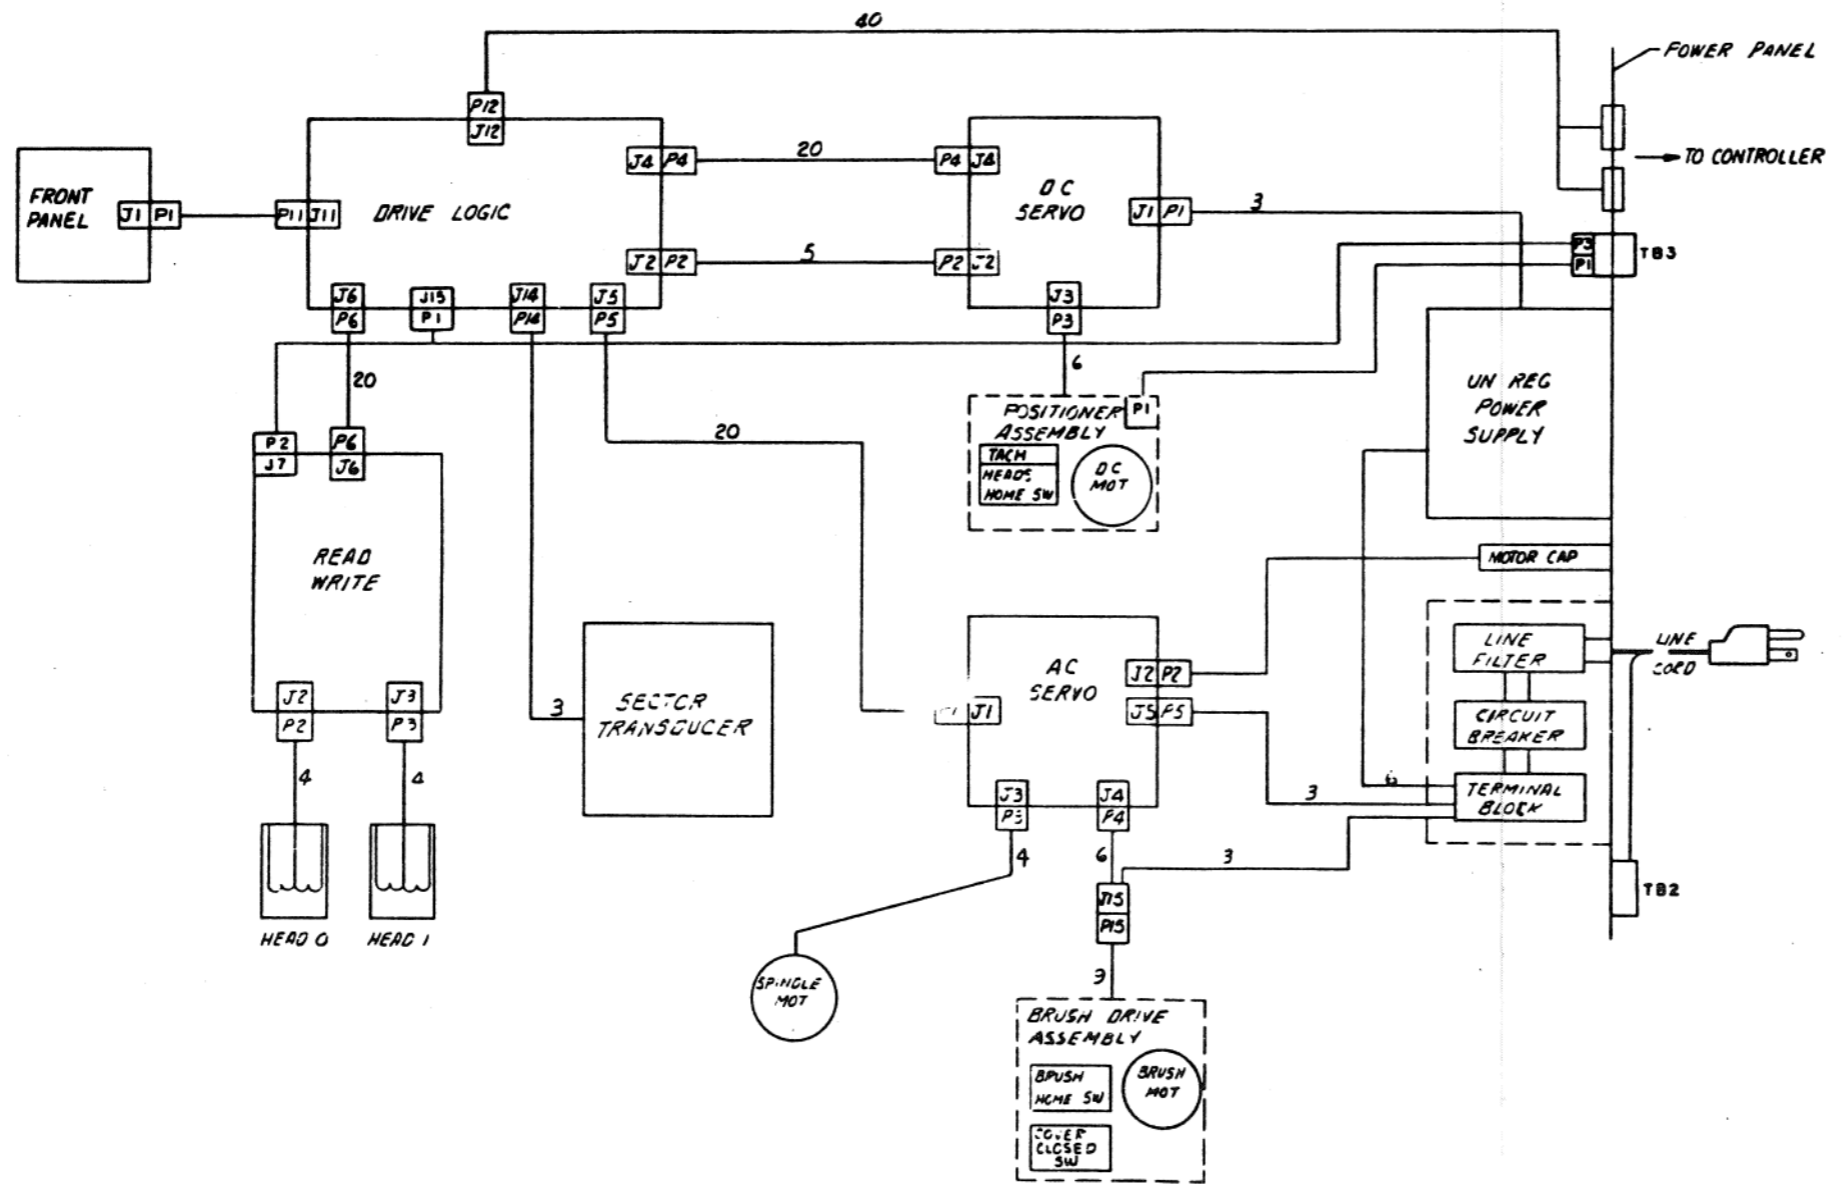 40
POWER PANEL
P12
J12
TO CONTROLLER
FRONT
PANEL
J1 P1
P11 J11
DRIVE LOGIC
J4 P4
20
P4 J4
DC
SERVO
J1 P1
3
J2 P2
5
P2 J2
P3
P1
TB3
J6
P6
J15
P1
J14
P14
J5
P5
J3
P3
20
6
POSITIONER
ASSEMBLY
P1
TACH
HEADS
HOME SW
DC
MOT
UN REG
POWER
SUPPLY
20
P2
J7
P6
J6
READ
WRITE
MOTOR CAP
LINE
FILTER
LINE
CORD
CIRCUIT
BREAKER
TERMINAL
BLOCK
6
3
3
TB2
J2
P2
J3
P3
4
4
HEAD 0
HEAD 1
3
SECTOR
TRANSDUCER
AC
SERVO
J1
J2 P2
J5 P5
J3
P3
J4
P4
4
6
J15
P15
9
SPINDLE
MOT
BRUSH DRIVE
ASSEMBLY
BRUSH
HOME SW
BRUSH
MOT
COVER
CLOSED
SW